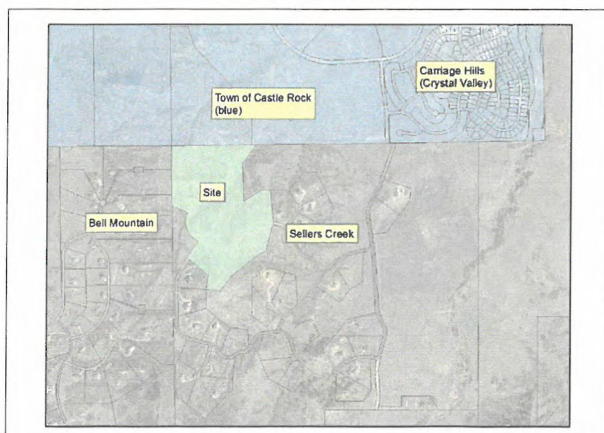 Carriage Hills
(Crystal Valley)
Town of Castle Rock
(blue)
Site
Bell Mountain
Sellers Creek